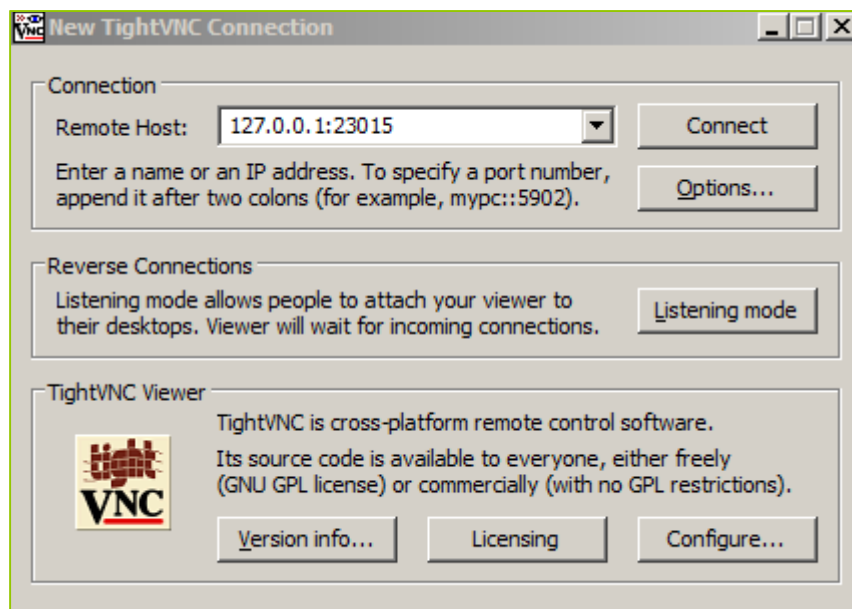 VNC New TightVNC Connection
Connection
Remote Host: 127.0.0.1:23015 Connect
Enter a name or an IP address. To specify a port number,
append it after two colons (for example, mypc::5902).
Options...
Reverse Connections
Listening mode allows people to attach your viewer to
their desktops. Viewer will wait for incoming connections.
Listening mode
TightVNC Viewer
tight
VNC
TightVNC is cross-platform remote control software.
Its source code is available to everyone, either freely
(GNU GPL license) or commercially (with no GPL restrictions).
Version info... Licensing Configure...